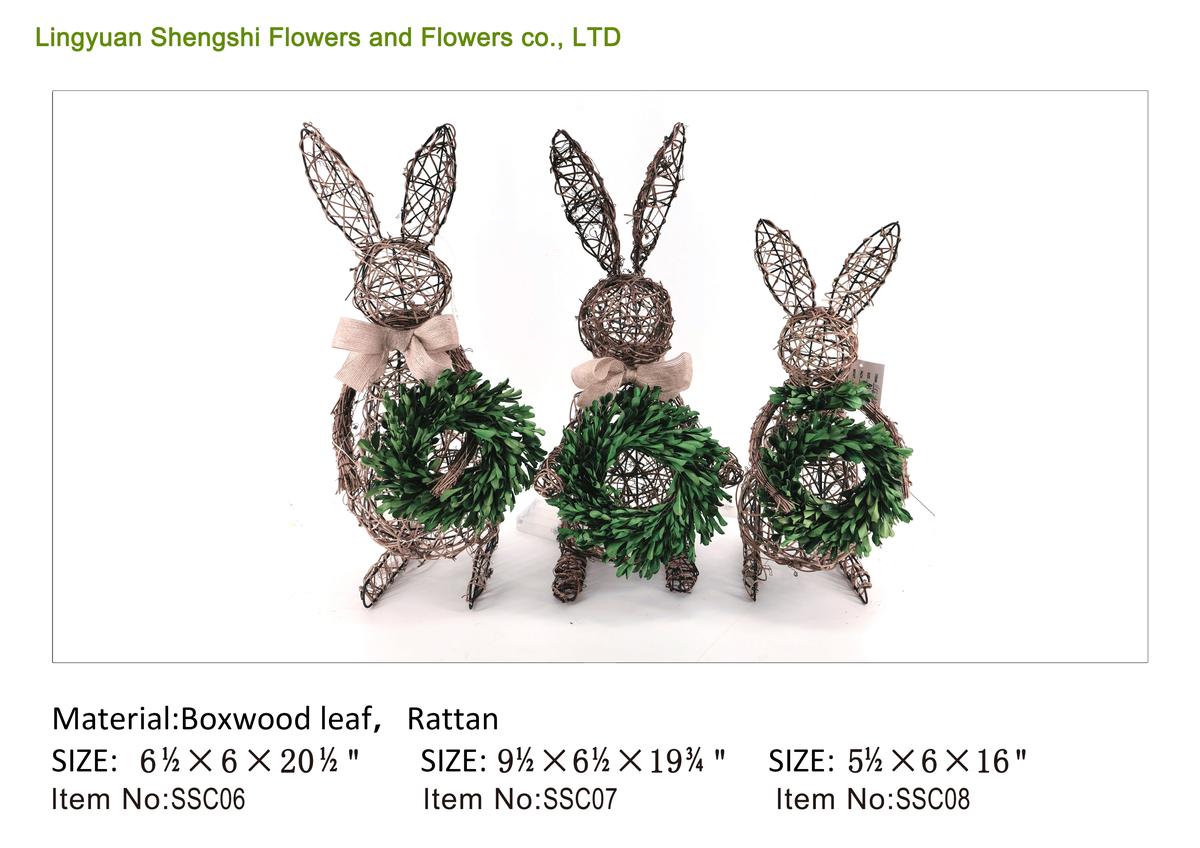 Lingyuan Shengshi Flowers and Flowers co., LTD
Material:Boxwood leaf, Rattan
SIZE: 6½×6×20½" SIZE: 9½×6½×19¾" SIZE: 5½×6×16"
Item No:SSC06 Item No:SSC07 Item No:SSC08